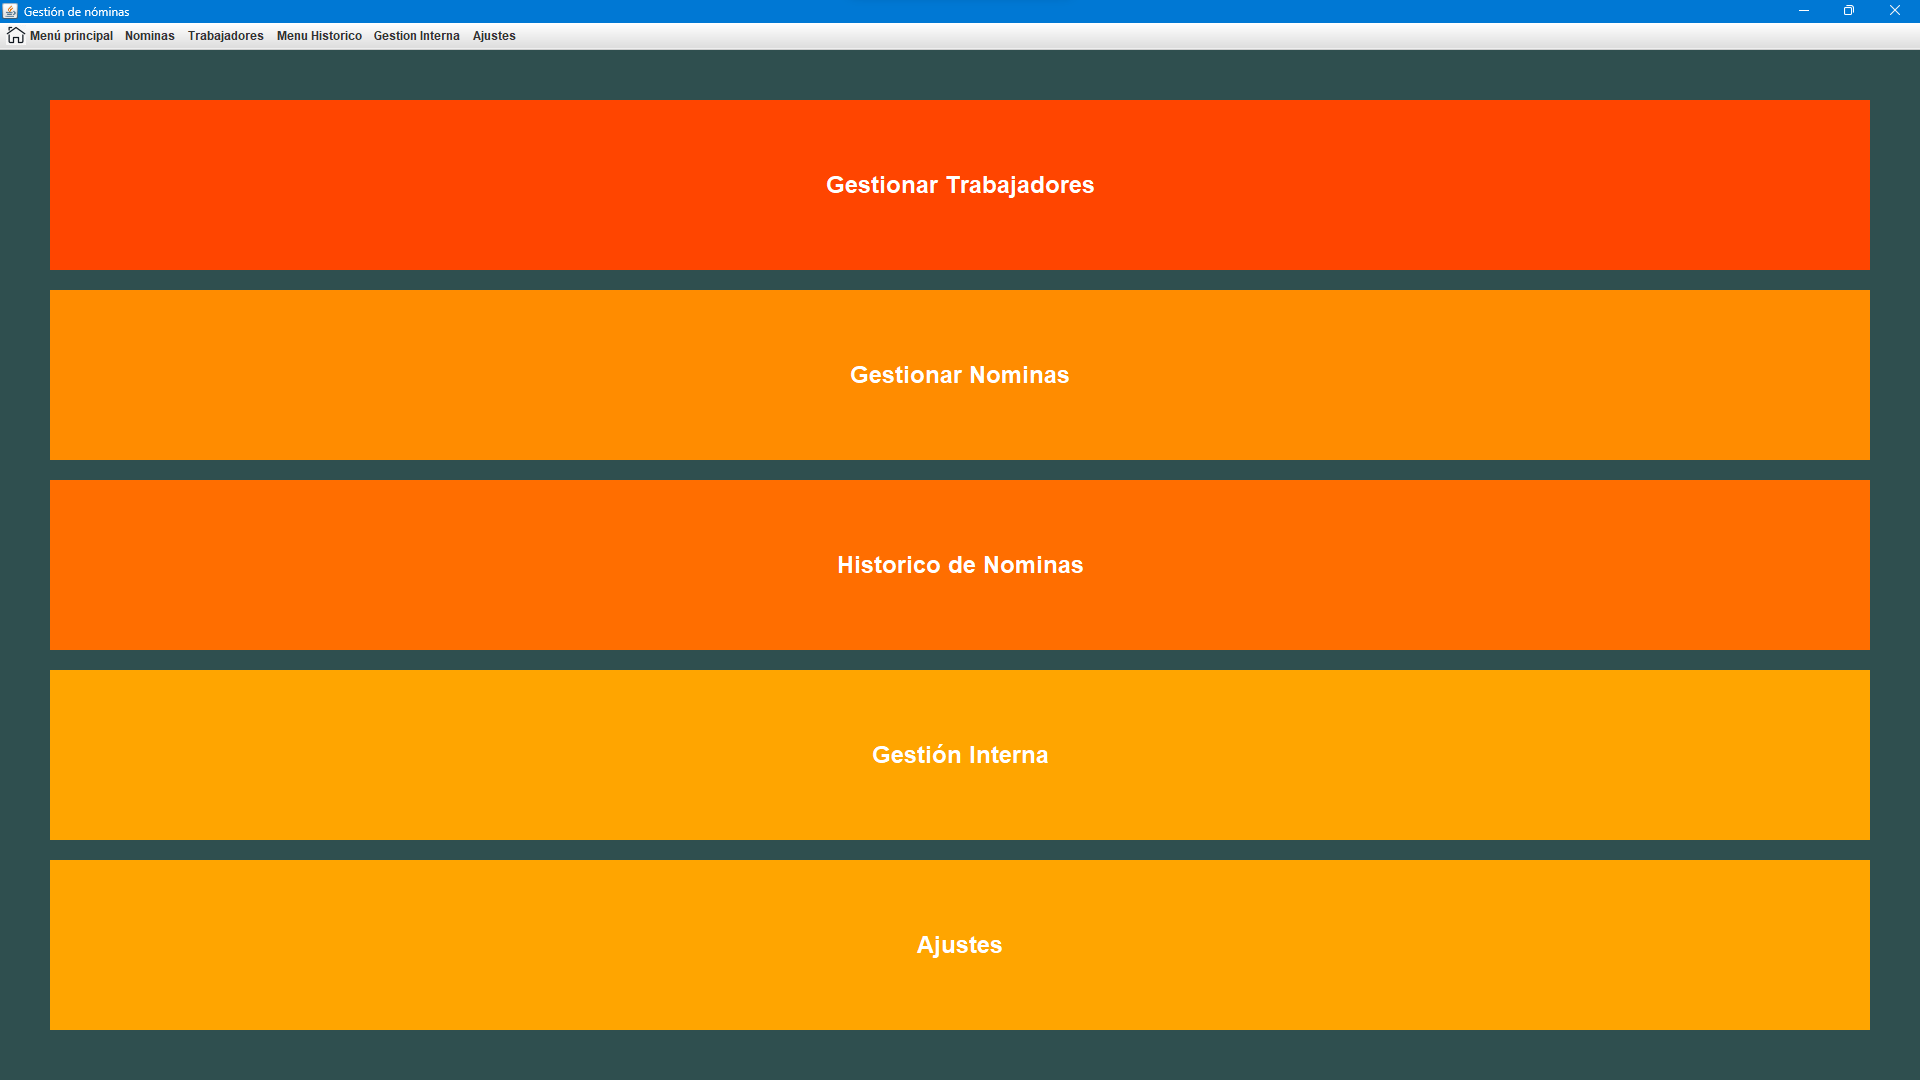 Gestión de nóminas
Menú principal Nominas Trabajadores Menu Historico Gestion Interna Ajustes
Gestionar Trabajadores
Gestionar Nominas
Historico de Nominas
Gestión Interna
Ajustes